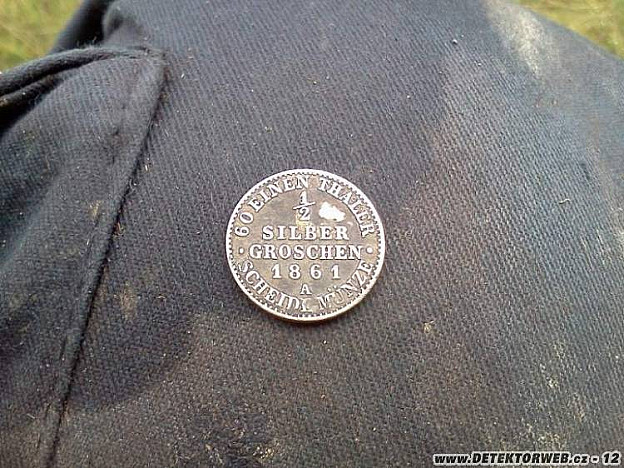 60 EINEN THALER
1/2
SILBER
GROSCHEN
1861
A
SCHEIDE MÜNZE
www.DETEKTORWEB.cz - 12